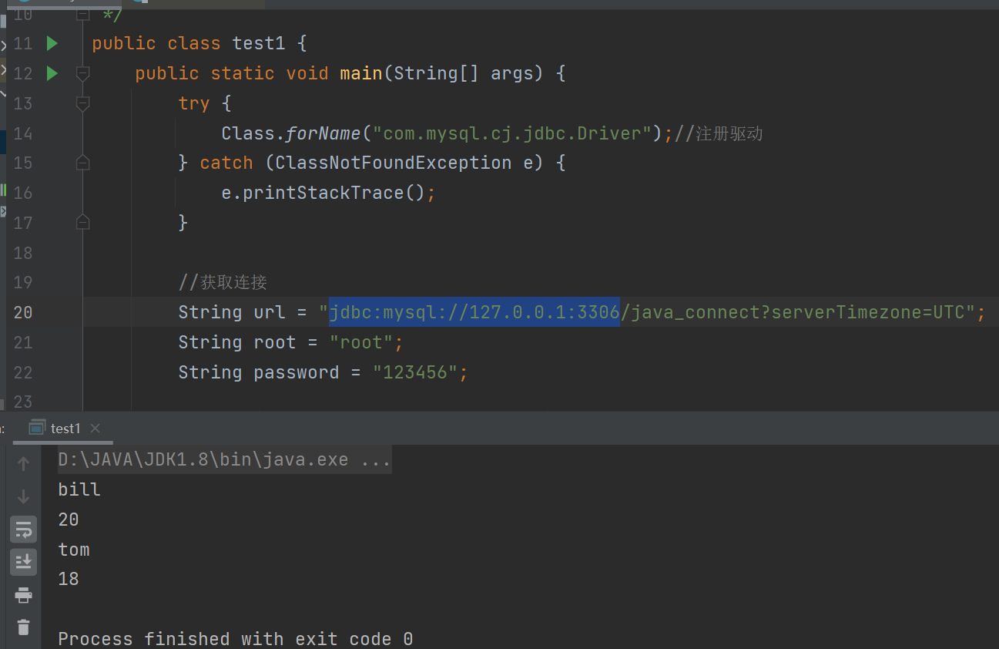 10 */
11 public class test1 {
12 public static void main(String[] args) {
13 try {
14 Class.forName("com.mysql.cj.jdbc.Driver");//注册驱动
15 } catch (ClassNotFoundException e) {
16 e.printStackTrace();
17 }
18
19 //获取连接
20 String url = "jdbc:mysql://127.0.0.1:3306/java_connect?serverTimezone=UTC";
21 String root = "root";
22 String password = "123456";
23
test1
D:\JAVA\JDK1.8\bin\java.exe ...
bill
20
tom
18
Process finished with exit code 0